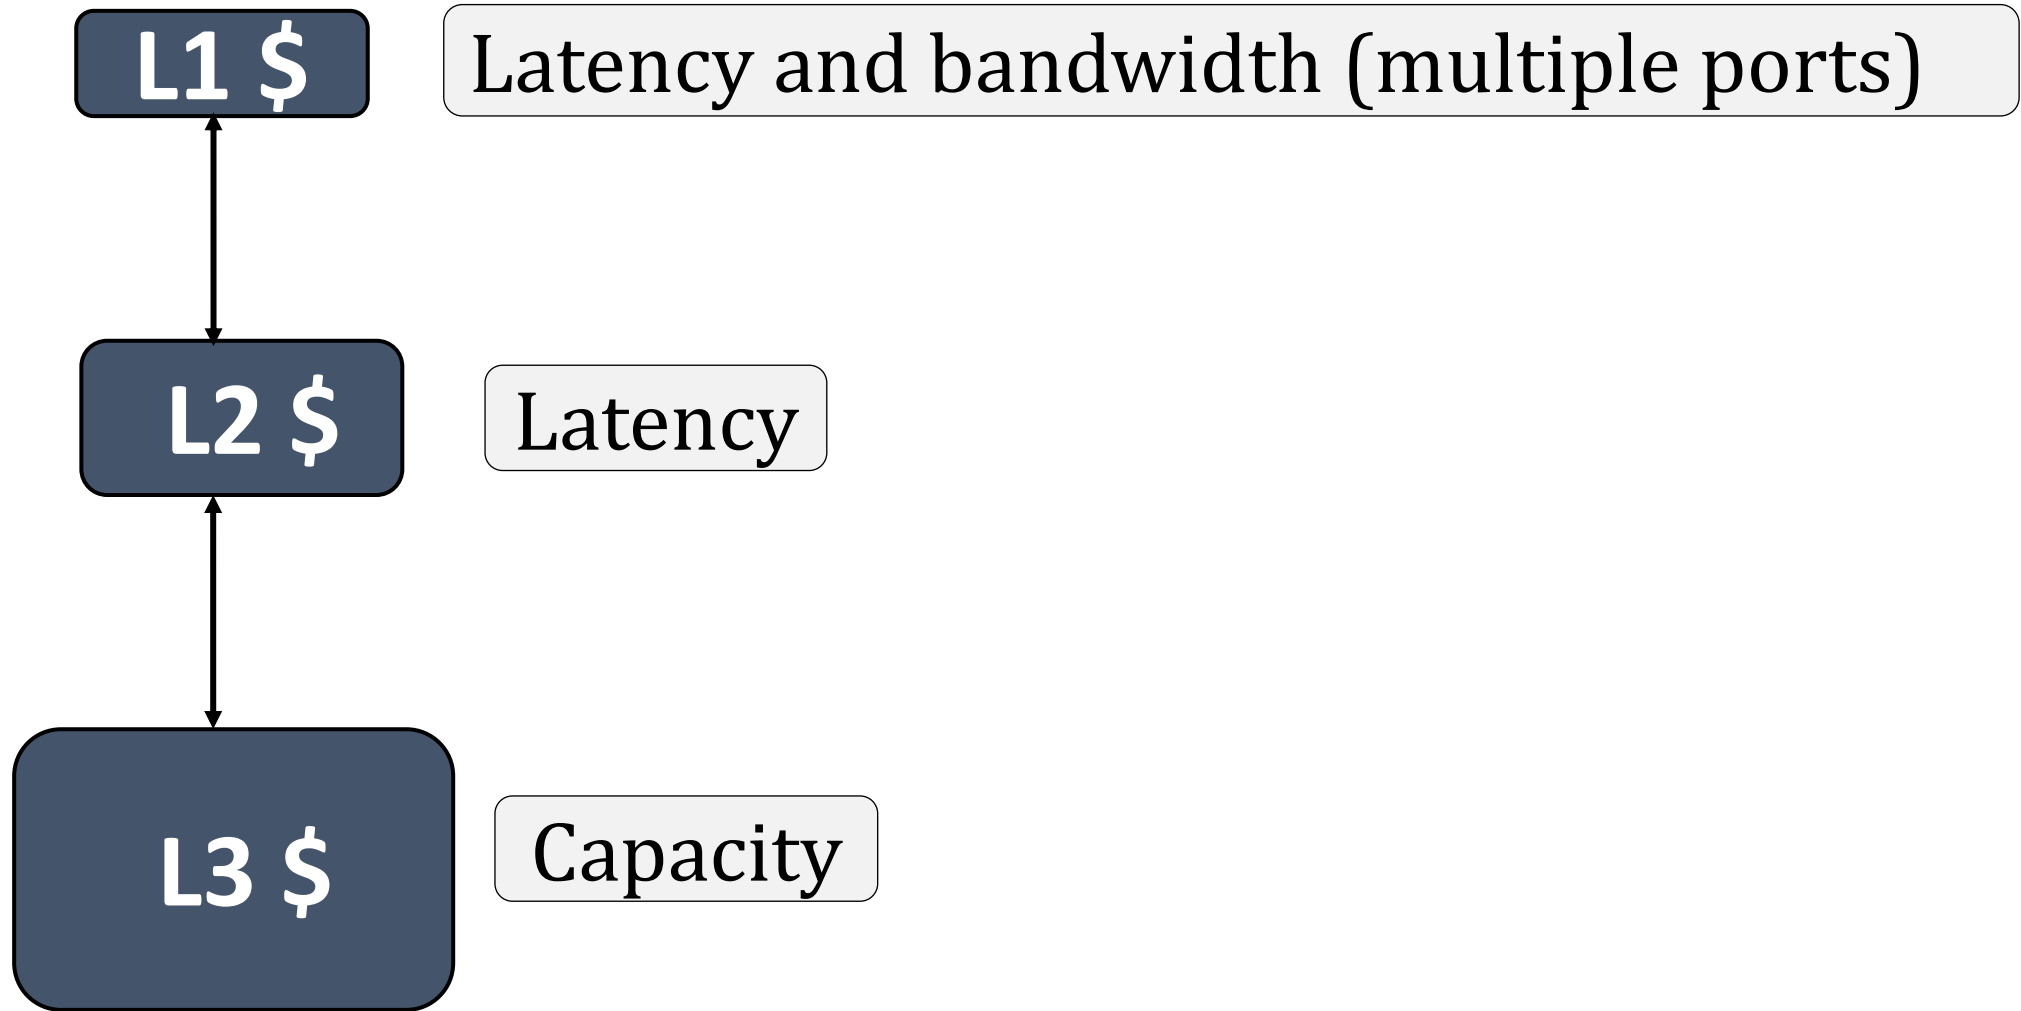 L1 $
Latency and bandwidth (multiple ports)
L2 $
Latency
L3 $
Capacity